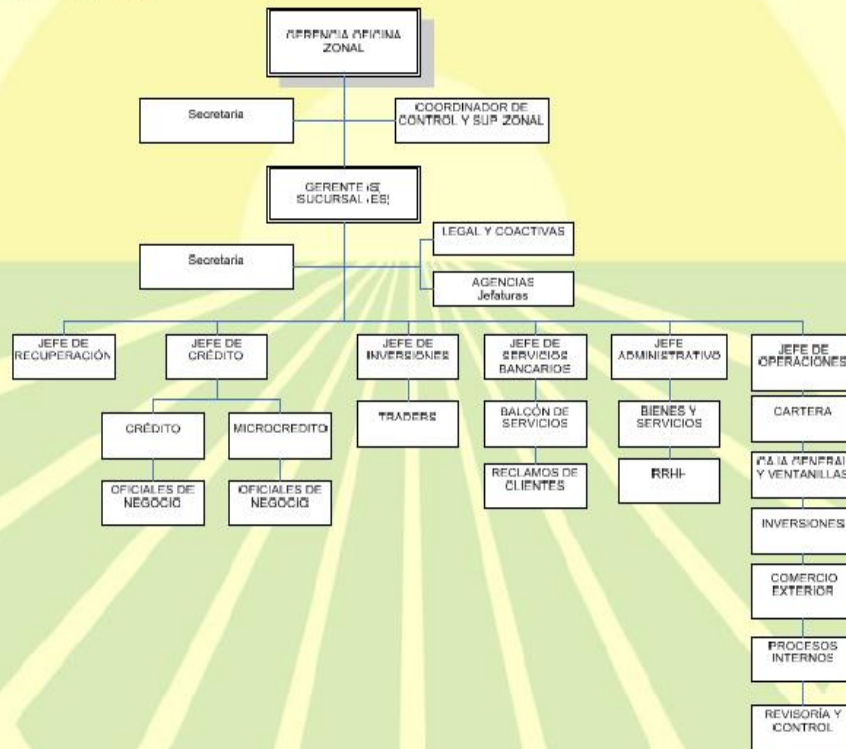 GERENCIA OFICINA
ZONAL
Secretaria
COORDINADOR DE
CONTROL Y SUP ZONAL
GERENTE (S)
SUCURSAL (ES)
LEGAL Y COACTIVAS
Secretaria
AGENCIAS
Jefaturas
JEFE DE
RECUPERACIÓN
JEFE DE
CRÉDITO
JEFE DE
INVERSIONES
JEFE DE
SERVICIOS
BANCARIOS
JEFE
ADMINISTRATIVO
JEFE DE
OPERACIONES
CRÉDITO
MICROCREDITO
TRADERS
BALCÓN DE
SERVICIOS
BIENES Y
SERVICIOS
CARTERA
OFICIALES DE
NEGOCIO
OFICIALES DE
NEGOCIO
RECLAMOS DE
CLIENTES
RRHH
CAJA GENERAL
Y VENTANILLAS
INVERSIONES
COMERCIO
EXTERIOR
PROCESOS
INTERNOS
REVISORÍA Y
CONTROL